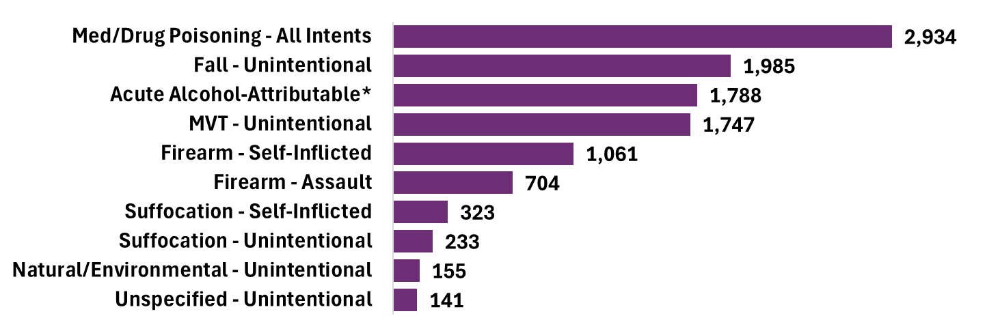 Med/Drug Poisoning - All Intents 2,934
Fall - Unintentional 1,985
Acute Alcohol-Attributable* 1,788
MVT - Unintentional 1,747
Firearm - Self-Inflicted 1,061
Firearm - Assault 704
Suffocation - Self-Inflicted 323
Suffocation - Unintentional 233
Natural/Environmental - Unintentional 155
Unspecified - Unintentional 141